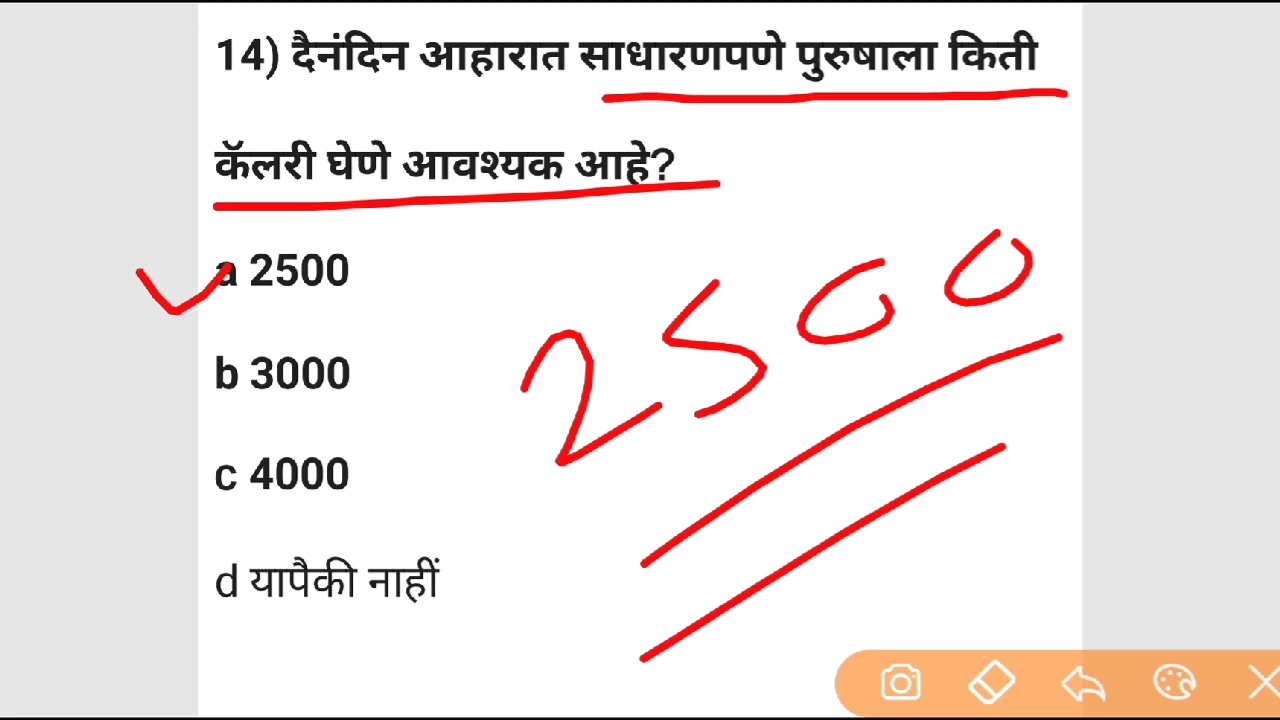 14) दैनंदिन आहारात साधारणपणे पुरुषाला किती
कॅलरी घेणे आवश्यक आहे?
a 2500
b 3000
c 4000
d यापैकी नाहीं
2500